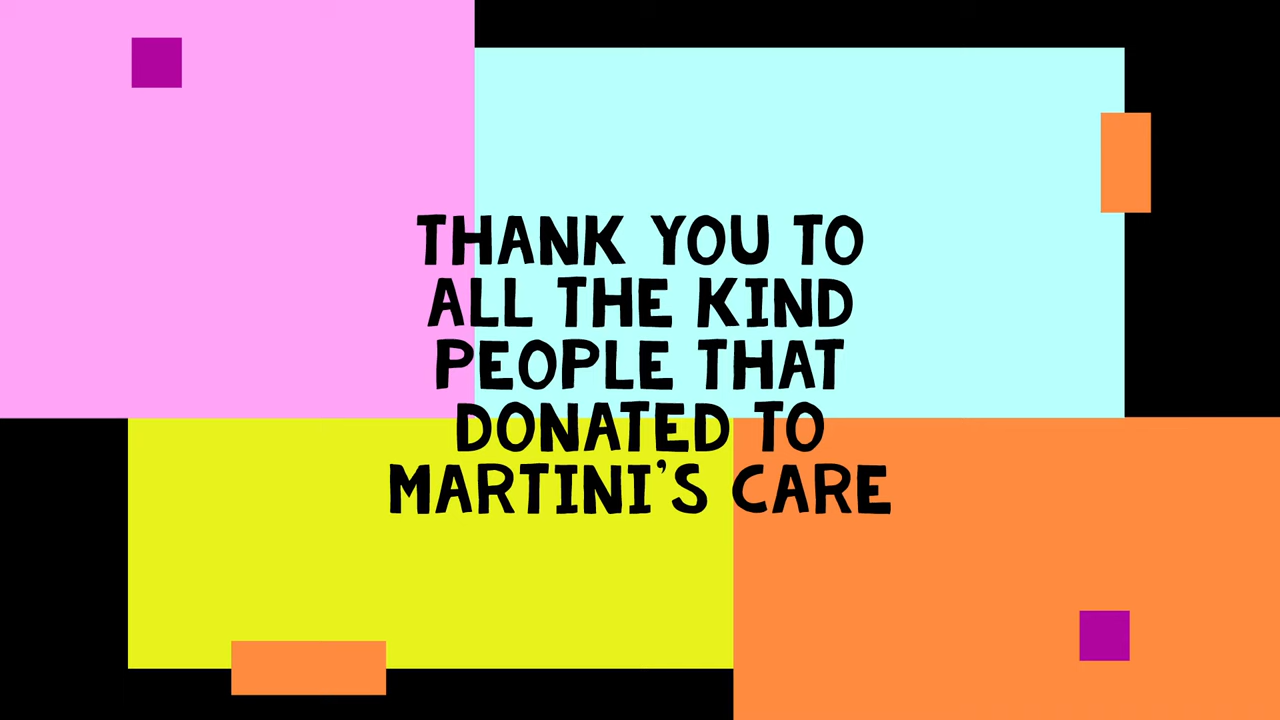 THANK YOU TO
ALL THE KIND
PEOPLE THAT
DONATED TO
MARTINI'S CARE